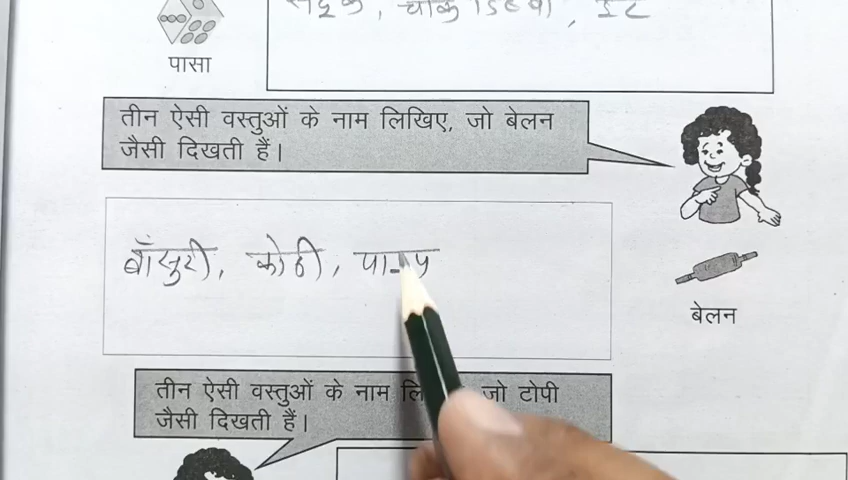 पासा
तीन ऐसी वस्तुओं के नाम लिखिए, जो बेलन
जैसी दिखती हैं।
बाँसुरी, कोठी,
बेलन
तीन ऐसी वस्तुओं के नाम जो टोपी
जैसी दिखती हैं।